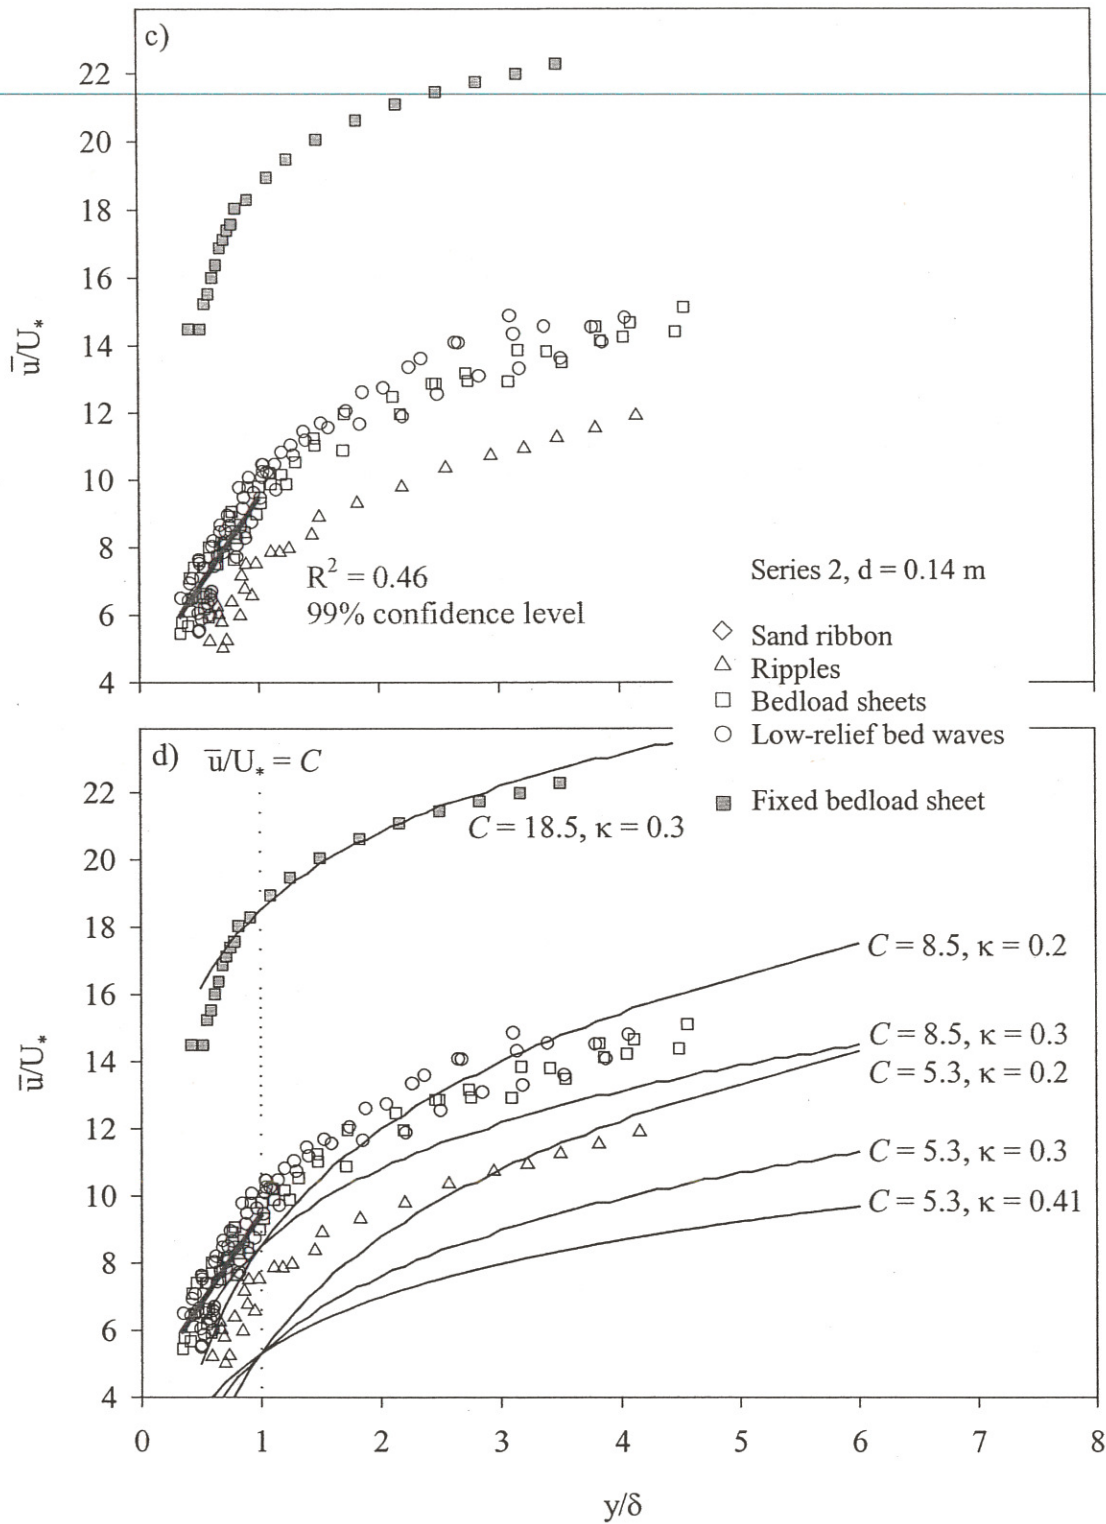 c)
22
20
18
16
14
12
10
8
6
4
u̅/U*
R² = 0.46
99% confidence level
Series 2, d = 0.14 m
Sand ribbon
Ripples
Bedload sheets
Low-relief bed waves
Fixed bedload sheet
d) u̅/U* = C
C = 18.5, κ = 0.3
C = 8.5, κ = 0.2
C = 8.5, κ = 0.3
C = 5.3, κ = 0.2
C = 5.3, κ = 0.3
C = 5.3, κ = 0.41
22
20
18
16
14
12
10
8
6
4
u̅/U*
0 1 2 3 4 5 6 7 8
y/δ